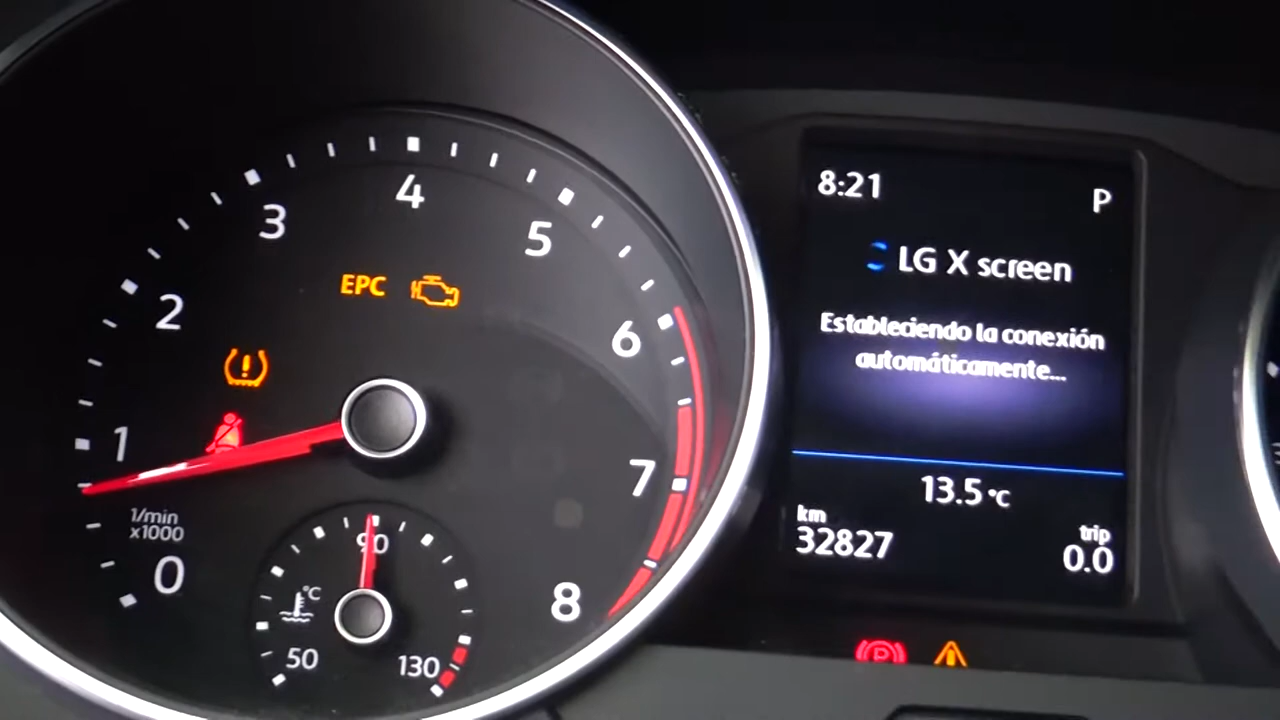 4
3
5
2
6
1
7
0
8
EPC
1/min
x1000
90
°C
50
130
8:21
P
LG X screen
Estableciendo la conexión
automáticamente...
13.5 °C
km
32827
trip
0.0
P